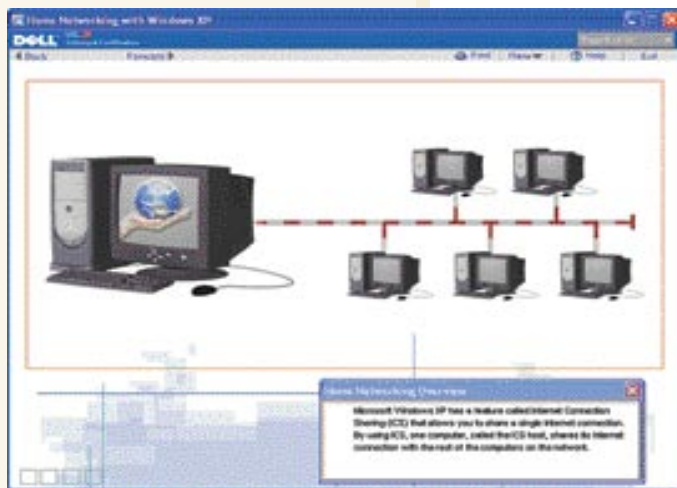 Home Networking with Windows XP
DELL
Back Forward Print Menu Help Exit
Home Networking Overview
Microsoft Windows XP has a feature called Internet Connection
Sharing (ICS) that allows you to share a single Internet connection.
By using ICS, one computer, called the ICS host, shares its Internet
connection with the rest of the computers on the network.